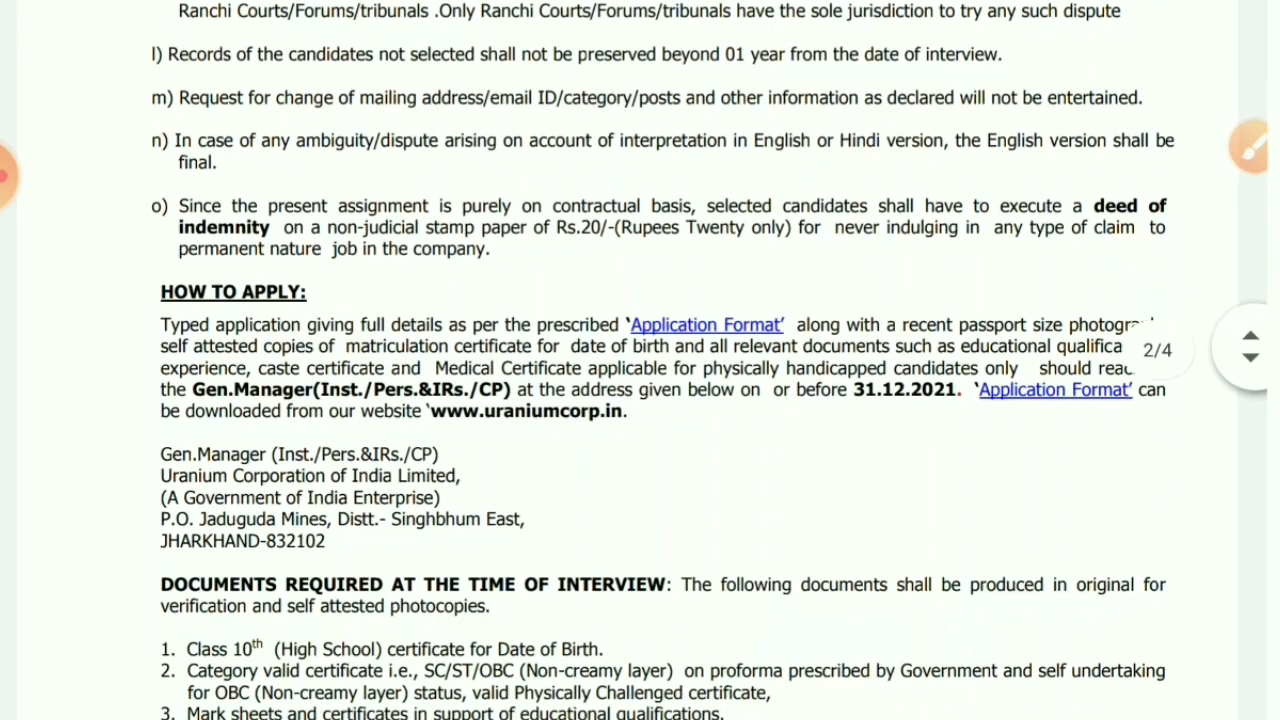 Ranchi Courts/Forums/tribunals .Only Ranchi Courts/Forums/tribunals have the sole jurisdiction to try any such dispute
l) Records of the candidates not selected shall not be preserved beyond 01 year from the date of interview.
m) Request for change of mailing address/email ID/category/posts and other information as declared will not be entertained.
n) In case of any ambiguity/dispute arising on account of interpretation in English or Hindi version, the English version shall be
final.
o) Since the present assignment is purely on contractual basis, selected candidates shall have to execute a deed of
indemnity on a non-judicial stamp paper of Rs.20/-(Rupees Twenty only) for never indulging in any type of claim to
permanent nature job in the company.
HOW TO APPLY:
Typed application giving full details as per the prescribed ‘Application Format’ along with a recent passport size
self attested copies of matriculation certificate for date of birth and all relevant documents such as educational
2/4
experience, caste certificate and Medical Certificate applicable for physically handicapped candidates only should
the Gen.Manager(Inst./Pers.&IRs./CP) at the address given below on or before 31.12.2021. ‘Application Format’ can
be downloaded from our website ‘www.uraniumcorp.in.
Gen.Manager (Inst./Pers.&IRs./CP)
Uranium Corporation of India Limited,
(A Government of India Enterprise)
P.O. Jaduguda Mines, Distt.- Singhbhum East,
JHARKHAND-832102
DOCUMENTS REQUIRED AT THE TIME OF INTERVIEW: The following documents shall be produced in original for
verification and self attested photocopies.
1. Class 10th (High School) certificate for Date of Birth.
2. Category valid certificate i.e., SC/ST/OBC (Non-creamy layer) on proforma prescribed by Government and self undertaking
for OBC (Non-creamy layer) status, valid Physically Challenged certificate,
3. Mark sheets and certificates in support of educational qualifications.